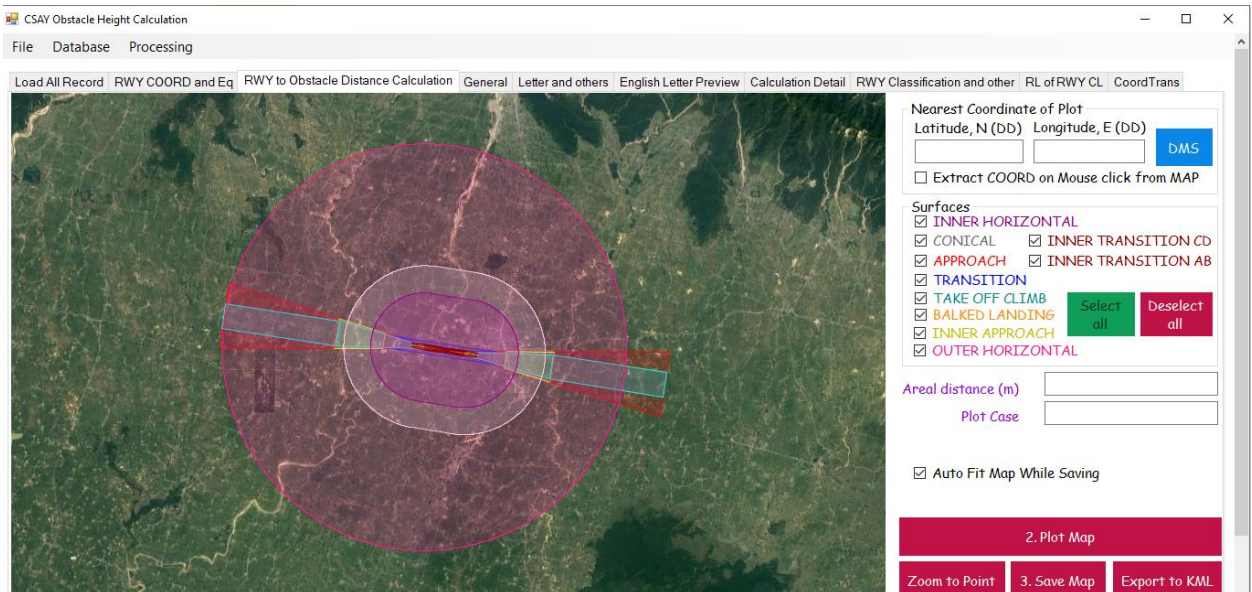 CSAY Obstacle Height Calculation
File Database Processing
Load All Record RWY COORD and Eq RWY to Obstacle Distance Calculation General Letter and others English Letter Preview Calculation Detail RWY Classification and other RL of RWY CL CoordTrans
Nearest Coordinate of Plot
Latitude, N (DD) Longitude, E (DD)
DMS
Extract COORD on Mouse click from MAP
Surfaces
INNER HORIZONTAL
CONICAL INNER TRANSITION CD
APPROACH INNER TRANSITION AB
TRANSITION
TAKE OFF CLIMB
BALKED LANDING
INNER APPROACH
OUTER HORIZONTAL
Select all
Deselect all
Areal distance (m)
Plot Case
Auto Fit Map While Saving
2. Plot Map
Zoom to Point 3. Save Map Export to KML